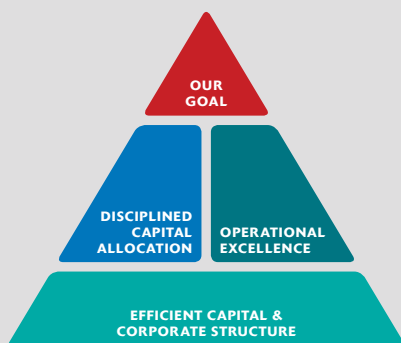 OUR
GOAL
DISCIPLINED
CAPITAL
ALLOCATION
OPERATIONAL
EXCELLENCE
EFFICIENT CAPITAL &
CORPORATE STRUCTURE